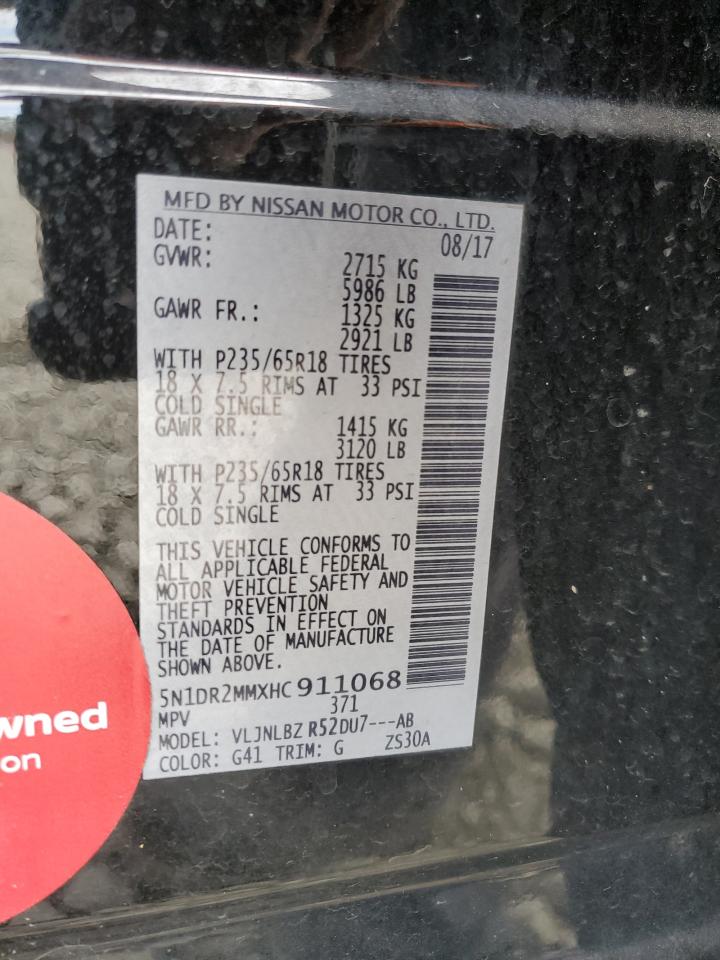 MFD BY NISSAN MOTOR CO., LTD.
DATE: 08/17
GVWR: 2715 KG
5986 LB
GAWR FR.: 1325 KG
2921 LB
WITH P235/65R18 TIRES
18 X 7.5 RIMS AT 33 PSI
COLD SINGLE
GAWR RR.: 1415 KG
3120 LB
WITH P235/65R18 TIRES
18 X 7.5 RIMS AT 33 PSI
COLD SINGLE
THIS VEHICLE CONFORMS TO
ALL APPLICABLE FEDERAL
MOTOR VEHICLE SAFETY AND
THEFT PREVENTION
STANDARDS IN EFFECT ON
THE DATE OF MANUFACTURE
SHOWN ABOVE.
5N1DR2MMXHC911068
MPV 371
MODEL: VLJNLBZ R52DU7---AB
COLOR: G41 TRIM: G ZS30A
wned
on